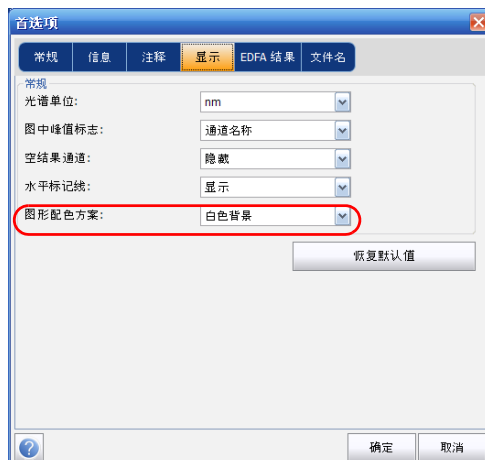 首选项
常规 信息 注释 显示 EDFA 结果 文件名
常规
光谱单位: nm
图中峰值标志: 通道名称
空结果通道: 隐藏
水平标记线: 显示
图形配色方案: 白色背景
恢复默认值
? 确定 取消